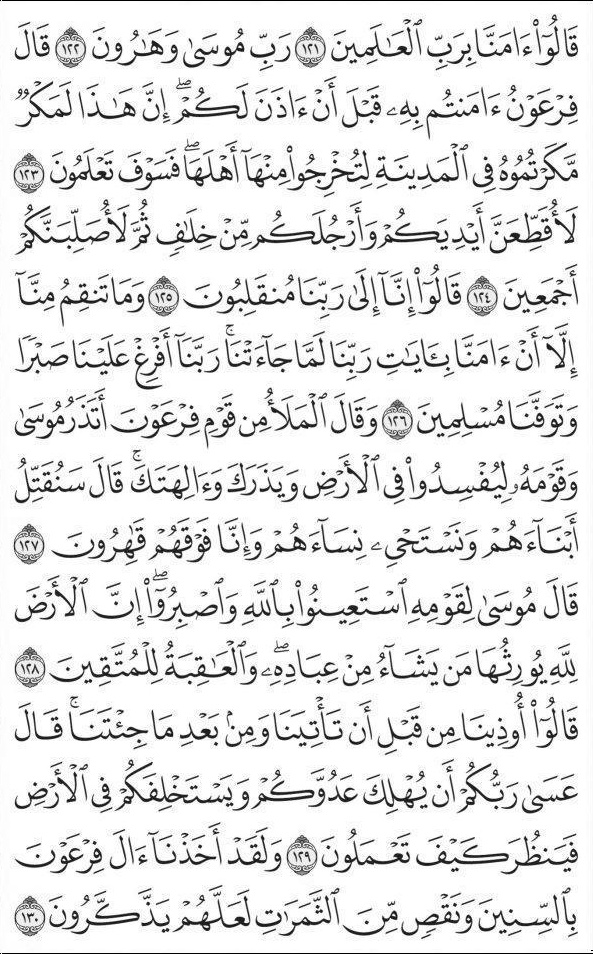 قَالُوٓا۟ ءَامَنَّا بِرَبِّ ٱلْعَـٰلَمِينَ ١٢١ رَبِّ مُوسَىٰ وَهَـٰرُونَ ١٢٢ قَالَ
فِرْعَوْنُ ءَامَنتُم بِهِۦ قَبْلَ أَنْ ءَاذَنَ لَكُمْ ۖ إِنَّ هَـٰذَا لَمَكْرٌ
مَّكَرْتُمُوهُ فِى ٱلْمَدِينَةِ لِتُخْرِجُوا۟ مِنْهَآ أَهْلَهَا ۖ فَسَوْفَ تَعْلَمُونَ ١٢٣
لَأُقَطِّعَنَّ أَيْدِيَكُمْ وَأَرْجُلَكُم مِّنْ خِلَـٰفٍ ثُمَّ لَأُصَلِّبَنَّكُمْ
أَجْمَعِينَ ١٢٤ قَالُوٓا۟ إِنَّآ إِلَىٰ رَبِّنَا مُنقَلِبُونَ ١٢٥ وَمَا تَنقِمُ مِنَّآ
إِلَّآ أَنْ ءَامَنَّا بِـَٔايَـٰتِ رَبِّنَا لَمَّا جَآءَتْنَا ۚ رَبَّنَآ أَفْرِغْ عَلَيْنَا صَبْرًا
وَتَوَفَّنَا مُسْلِمِينَ ١٢٦ وَقَالَ ٱلْمَلَأُ مِن قَوْمِ فِرْعَوْنَ أَتَذَرُ مُوسَىٰ
وَقَوْمَهُۥ لِيُفْسِدُوا۟ فِى ٱلْأَرْضِ وَيَذَرَكَ وَءَالِهَتَكَ ۚ قَالَ سَنُقَتِّلُ
أَبْنَآءَهُمْ وَنَسْتَحْىِۦ نِسَآءَهُمْ وَإِنَّا فَوْقَهُمْ قَـٰهِرُونَ ١٢٧
قَالَ مُوسَىٰ لِقَوْمِهِ ٱسْتَعِينُوا۟ بِٱللَّهِ وَٱصْبِرُوٓا۟ ۖ إِنَّ ٱلْأَرْضَ
لِلَّهِ يُورِثُهَا مَن يَشَآءُ مِنْ عِبَادِهِۦ ۖ وَٱلْعَـٰقِبَةُ لِلْمُتَّقِينَ ١٢٨
قَالُوٓا۟ أُوذِينَا مِن قَبْلِ أَن تَأْتِيَنَا وَمِنۢ بَعْدِ مَا جِئْتَنَا ۚ قَالَ
عَسَىٰ رَبُّكُمْ أَن يُهْلِكَ عَدُوَّكُمْ وَيَسْتَخْلِفَكُمْ فِى ٱلْأَرْضِ
فَيَنظُرَ كَيْفَ تَعْمَلُونَ ١٢٩ وَلَقَدْ أَخَذْنَآ ءَالَ فِرْعَوْنَ
بِٱلسِّنِينَ وَنَقْصٍ مِّنَ ٱلثَّمَرَٰتِ لَعَلَّهُمْ يَذَّكَّرُونَ ١٣٠